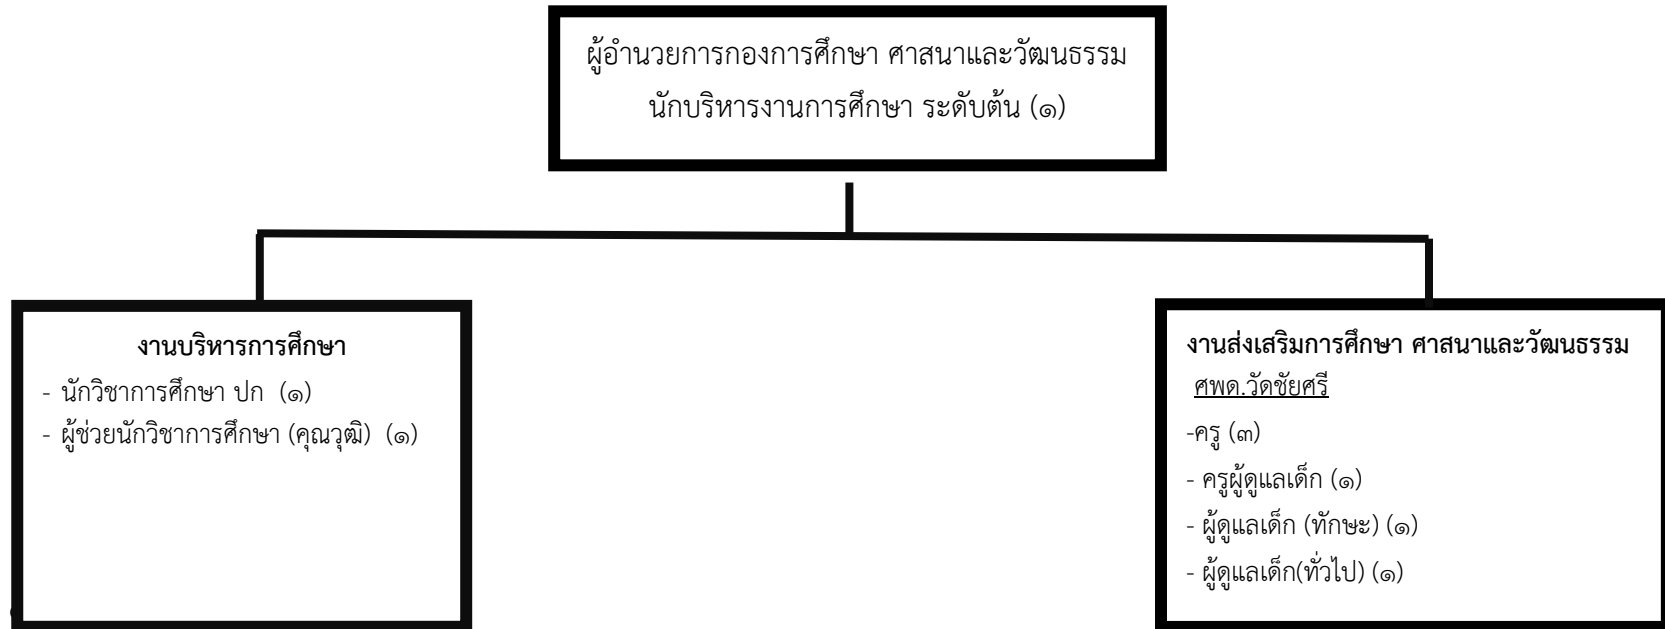 ผู้อำนวยการกองการศึกษา ศาสนาและวัฒนธรรม
นักบริหารงานการศึกษา ระดับต้น (๑)
งานบริหารการศึกษา
- นักวิชาการศึกษา ปก (๑)
- ผู้ช่วยนักวิชาการศึกษา (คุณวุฒิ) (๑)
งานส่งเสริมการศึกษา ศาสนาและวัฒนธรรม
ศพด.วัดชัยศรี
-ครู (๓)
- ครูผู้ดูแลเด็ก (๑)
- ผู้ดูแลเด็ก (ทักษะ) (๑)
- ผู้ดูแลเด็ก(ทั่วไป) (๑)